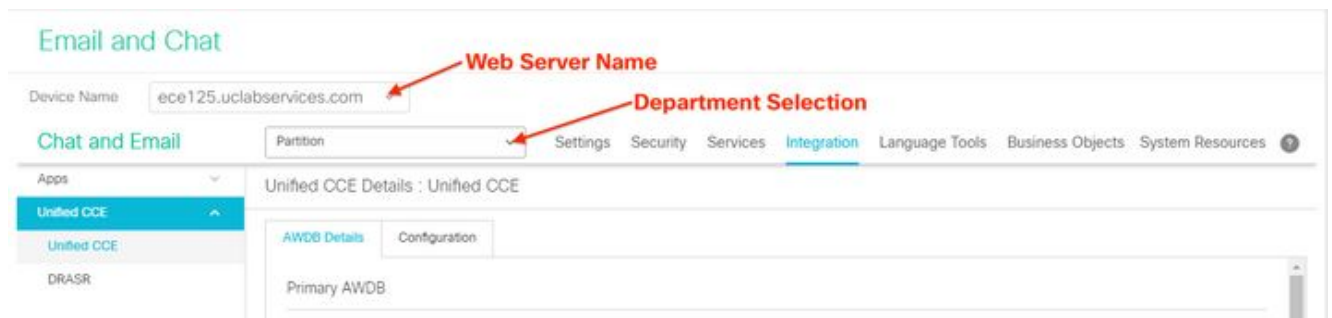 Email and Chat
Web Server Name
Device Name ece125.uclabservices.com
Department Selection
Chat and Email Partition Settings Security Services Integration Language Tools Business Objects System Resources ?
Apps Unified CCE Details : Unified CCE
Unified CCE
AWDB Details Configuration
Unified CCE
DRASR
Primary AWDB